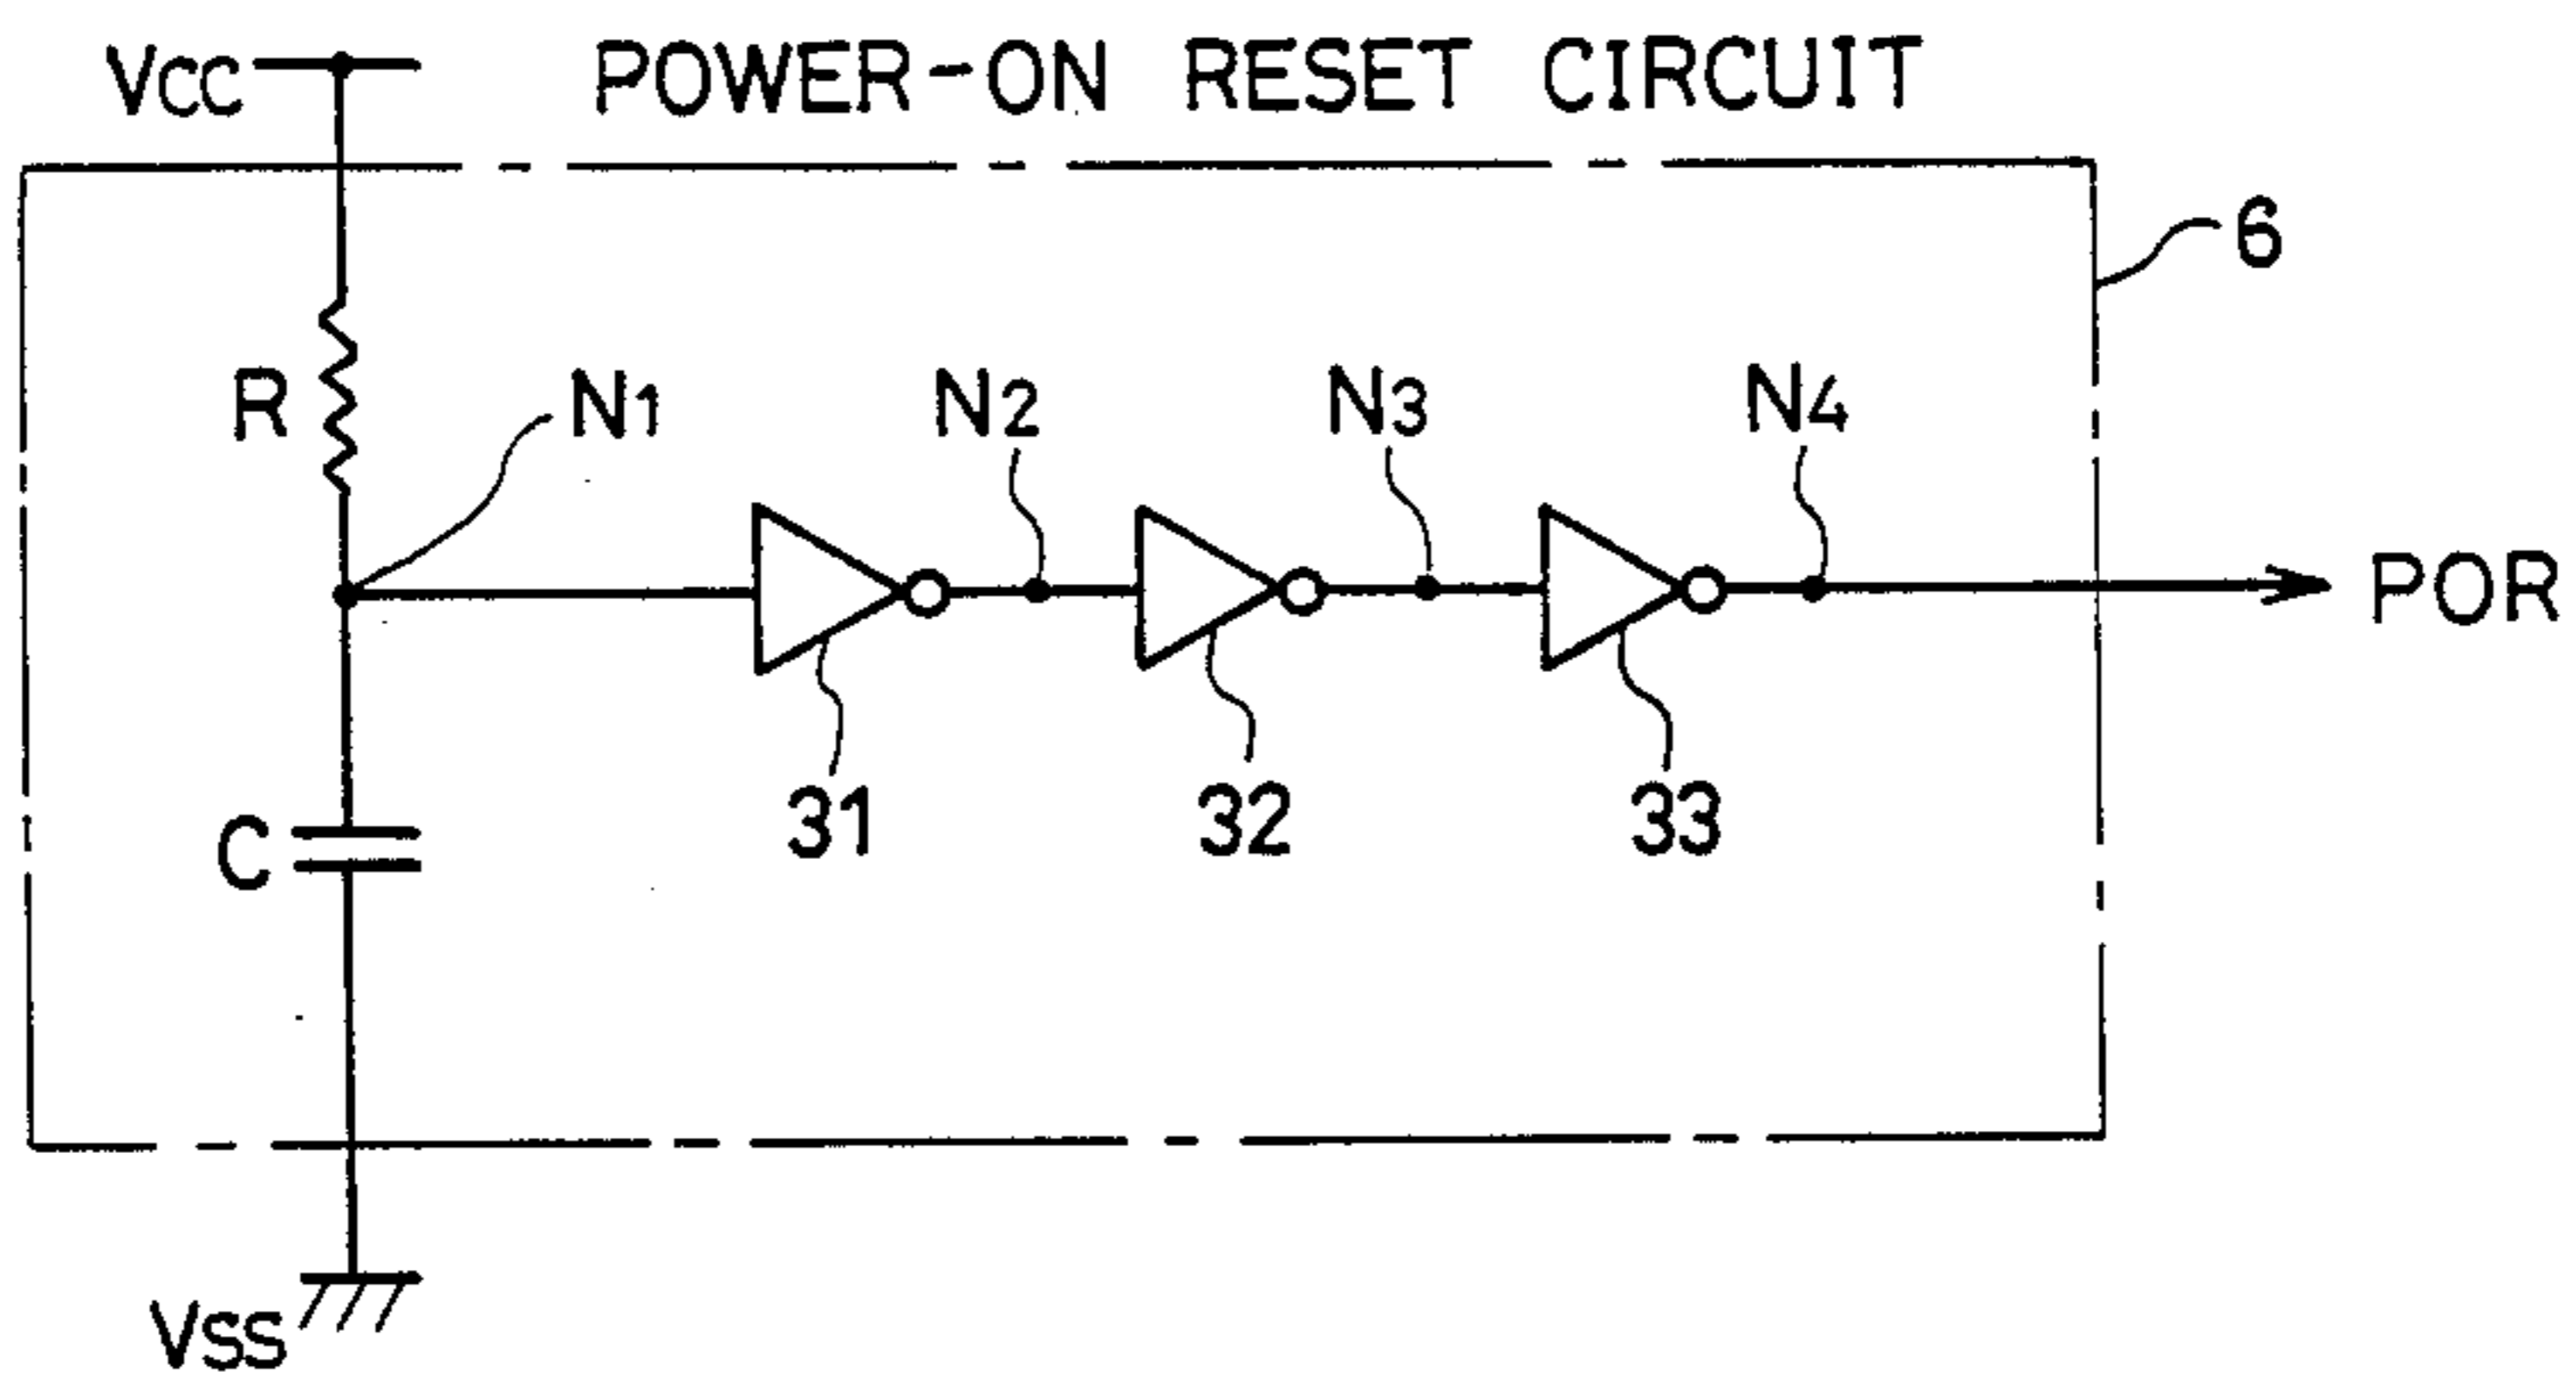 VCC
POWER-ON RESET CIRCUIT
6
R
N1
N2
N3
N4
POR
31
32
33
C
VSS